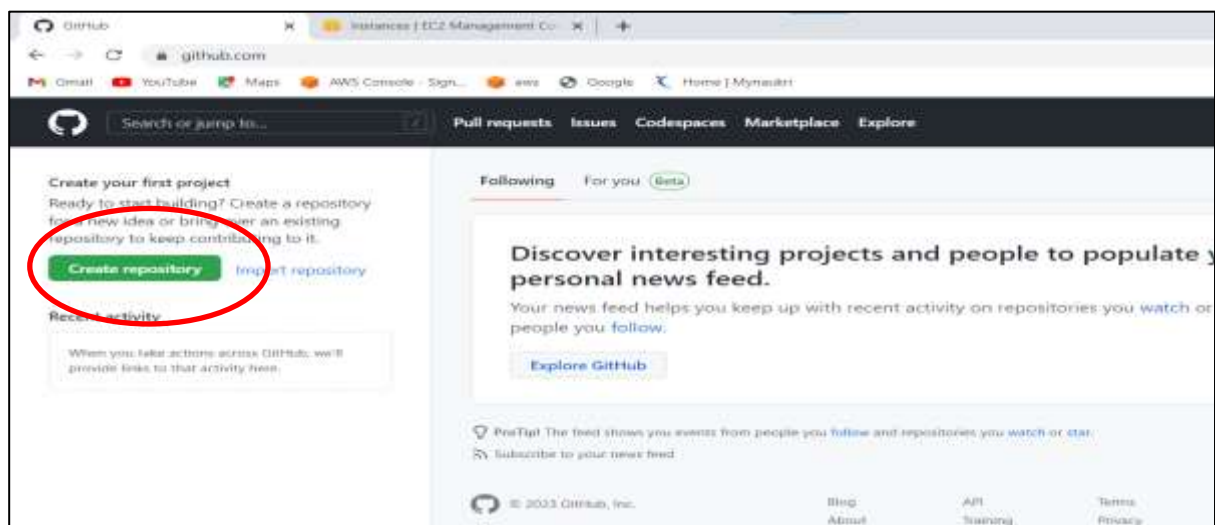 GitHub
Instances | EC2 Management Co
github.com
Gmail YouTube Maps AWS Console - Sign... aws Google Home | Mynaukri
Search or jump to... /
Pull requests Issues Codespaces Marketplace Explore
Create your first project
Ready to start building? Create a repository
for a new idea or bring over an existing
repository to keep contributing to it.
Create repository Import repository
Recent activity
When you take actions across GitHub, we'll
provide links to that activity here.
Following For you Beta
Discover interesting projects and people to populate y
personal news feed.
Your news feed helps you keep up with recent activity on repositories you watch or
people you follow.
Explore GitHub
ProTip! The feed shows you events from people you follow and repositories you watch or star.
Subscribe to your news feed
© 2023 GitHub, Inc.
Blog API Terms
About Training Privacy